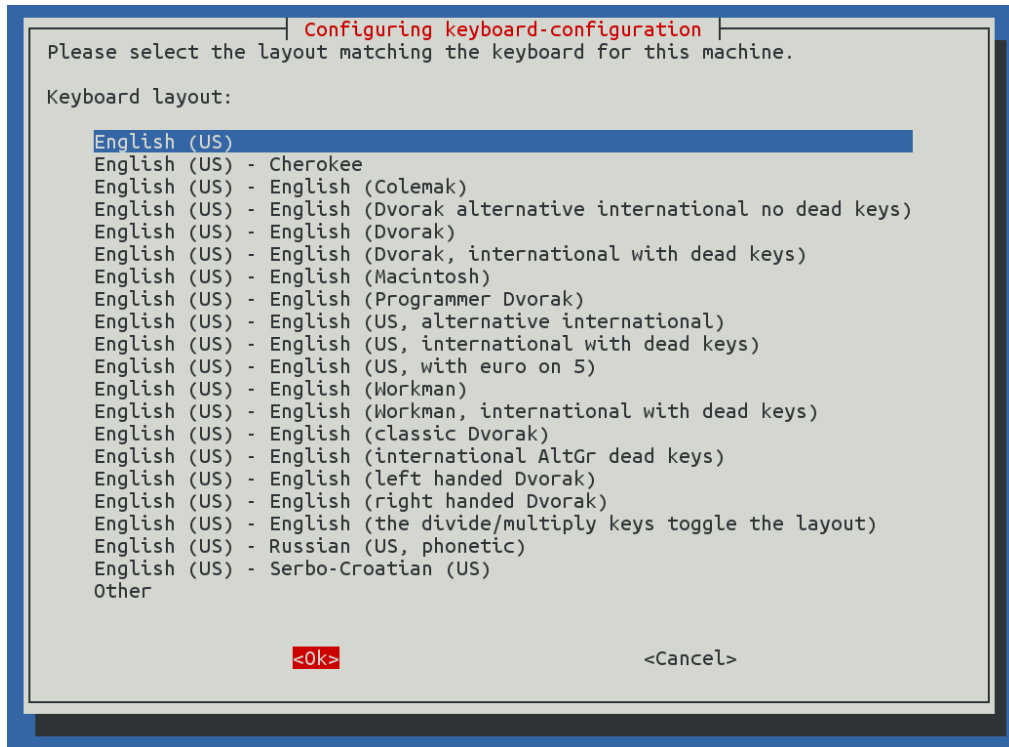 Configuring keyboard-configuration
Please select the layout matching the keyboard for this machine.
Keyboard layout:
English (US)
English (US) - Cherokee
English (US) - English (Colemak)
English (US) - English (Dvorak alternative international no dead keys)
English (US) - English (Dvorak)
English (US) - English (Dvorak, international with dead keys)
English (US) - English (Macintosh)
English (US) - English (Programmer Dvorak)
English (US) - English (US, alternative international)
English (US) - English (US, international with dead keys)
English (US) - English (US, with euro on 5)
English (US) - English (Workman)
English (US) - English (Workman, international with dead keys)
English (US) - English (classic Dvorak)
English (US) - English (international AltGr dead keys)
English (US) - English (left handed Dvorak)
English (US) - English (right handed Dvorak)
English (US) - English (the divide/multiply keys toggle the layout)
English (US) - Russian (US, phonetic)
English (US) - Serbo-Croatian (US)
Other
<Ok> <Cancel>